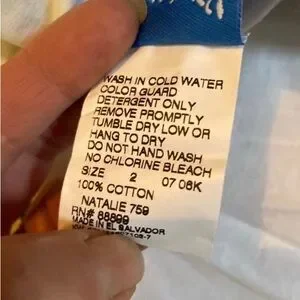 WASH IN COLD WATER
COLOR GUARD
DETERGENT ONLY
REMOVE PROMPTLY
TUMBLE DRY LOW OR
HANG TO DRY
DO NOT HAND WASH
NO CHLORINE BLEACH
SIZE 2 07 06K
100% COTTON
NATALIE 759
RN# 88899
MADE IN EL SALVADOR